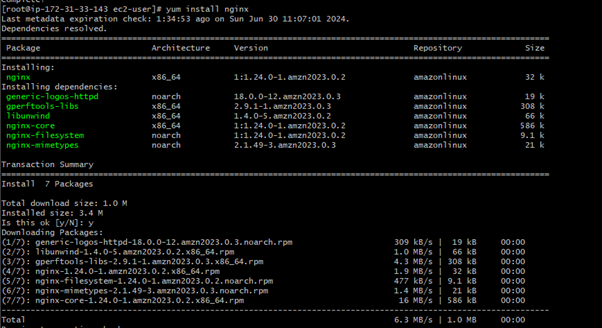 Complete!
[root@ip-172-31-33-143 ec2-user]# yum install nginx
Last metadata expiration check: 1:34:53 ago on Sun Jun 30 11:07:01 2024.
Dependencies resolved.
Package Architecture Version Repository Size
Installing:
nginx x86_64 1:1.24.0-1.amzn2023.0.2 amazonlinux 32 k
Installing dependencies:
generic-logos-httpd noarch 18.0.0-12.amzn2023.0.3 amazonlinux 19 k
gperftools-libs x86_64 2.9.1-1.amzn2023.0.3 amazonlinux 308 k
libunwind x86_64 1.4.0-5.amzn2023.0.2 amazonlinux 66 k
nginx-core x86_64 1:1.24.0-1.amzn2023.0.2 amazonlinux 586 k
nginx-filesystem noarch 1:1.24.0-1.amzn2023.0.2 amazonlinux 9.1 k
nginx-mimetypes noarch 2.1.49-3.amzn2023.0.3 amazonlinux 21 k
Transaction Summary
Install 7 Packages
Total download size: 1.0 M
Installed size: 3.4 M
Is this ok [y/N]: y
Downloading Packages:
(1/7): generic-logos-httpd-18.0.0-12.amzn2023.0.3.noarch.rpm 309 kB/s | 19 kB 00:00
(2/7): libunwind-1.4.0-5.amzn2023.0.2.x86_64.rpm 1.0 MB/s | 66 kB 00:00
(3/7): gperftools-libs-2.9.1-1.amzn2023.0.3.x86_64.rpm 4.3 MB/s | 308 kB 00:00
(4/7): nginx-1.24.0-1.amzn2023.0.2.x86_64.rpm 1.9 MB/s | 32 kB 00:00
(5/7): nginx-filesystem-1.24.0-1.amzn2023.0.2.noarch.rpm 477 kB/s | 9.1 kB 00:00
(6/7): nginx-mimetypes-2.1.49-3.amzn2023.0.3.noarch.rpm 1.4 MB/s | 21 kB 00:00
(7/7): nginx-core-1.24.0-1.amzn2023.0.2.x86_64.rpm 16 MB/s | 586 kB 00:00
Total 6.3 MB/s | 1.0 MB 00:00